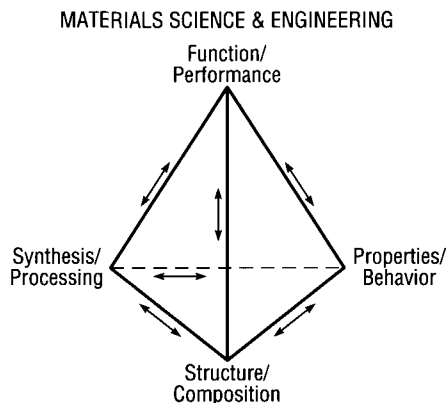 MATERIALS SCIENCE & ENGINEERING
Function/
Performance
Synthesis/
Processing
Properties/
Behavior
Structure/
Composition